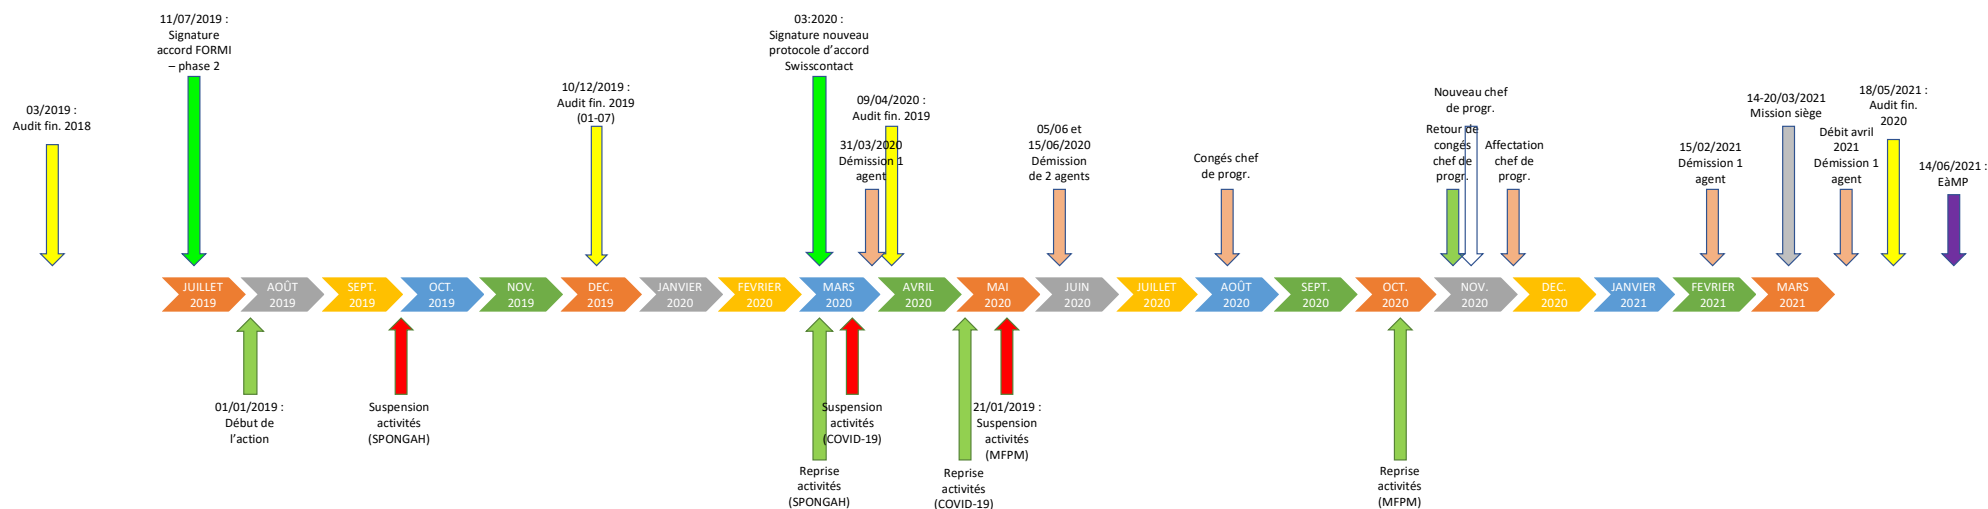 03/2019 :
Audit fin. 2018
11/07/2019 :
Signature
accord FORMI
– phase 2
10/12/2019 :
Audit fin. 2019
(01-07)
03:2020 :
Signature nouveau
protocole d'accord
Swisscontact
31/03/2020
Démission 1
agent
09/04/2020 :
Audit fin. 2019
05/06 et
15/06/2020
Démission
de 2 agents
Congés chef
de progr.
Retour de
congés
chef de
progr.
Nouveau chef
de progr.
Affectation
chef de
progr.
15/02/2021
Démission 1
agent
14-20/03/2021
Mission siège
Débit avril
2021
Démission 1
agent
18/05/2021 :
Audit fin.
2020
14/06/2021 :
EàMP
JUILLET
2019
AOÛT
2019
SEPT.
2019
OCT.
2019
NOV.
2019
DEC.
2019
JANVIER
2020
FEVRIER
2020
MARS
2020
AVRIL
2020
MAI
2020
JUIN
2020
JUILLET
2020
AOÛT
2020
SEPT.
2020
OCT.
2020
NOV.
2020
DEC.
2020
JANVIER
2021
FEVRIER
2021
MARS
2021
01/01/2019 :
Début de
l'action
Suspension
activités
(SPONGAH)
Reprise
activités
(SPONGAH)
Suspension
activités
(COVID-19)
Reprise
activités
(COVID-19)
21/01/2019 :
Suspension
activités
(MFPM)
Reprise
activités
(MFPM)